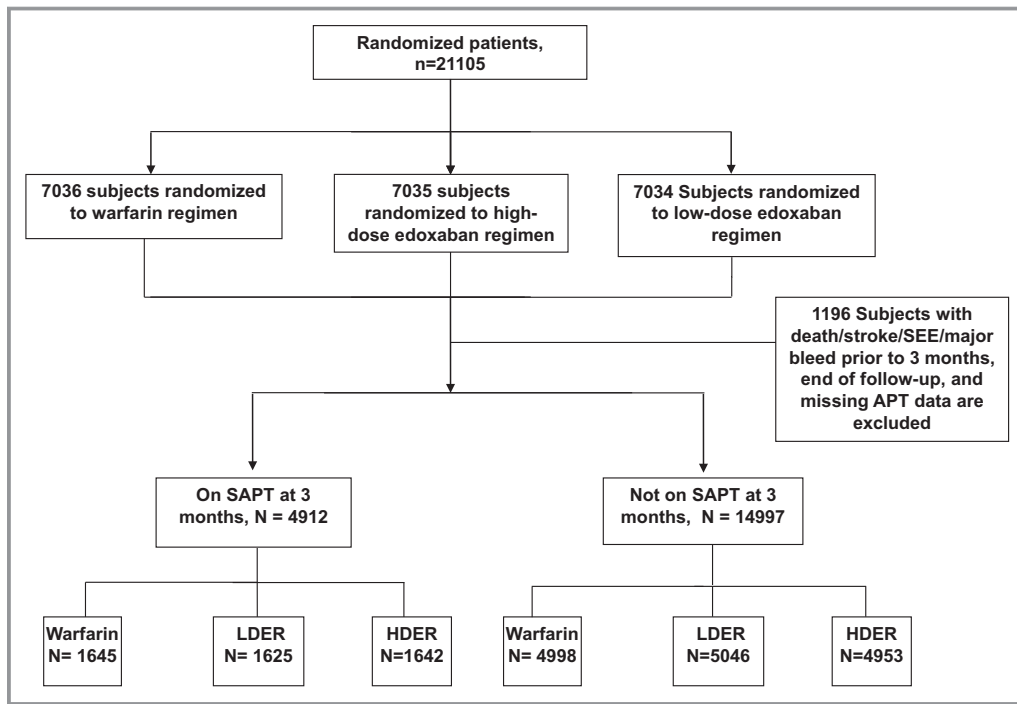 Randomized patients,
n=21105
7036 subjects randomized
to warfarin regimen
7035 subjects
randomized to high-
dose edoxaban regimen
7034 Subjects randomized
to low-dose edoxaban
regimen
1196 Subjects with
death/stroke/SEE/major
bleed prior to 3 months,
end of follow-up, and
missing APT data are
excluded
On SAPT at 3
months, N = 4912
Not on SAPT at 3
months, N = 14997
Warfarin
N= 1645
LDER
N= 1625
HDER
N=1642
Warfarin
N= 4998
LDER
N=5046
HDER
N=4953